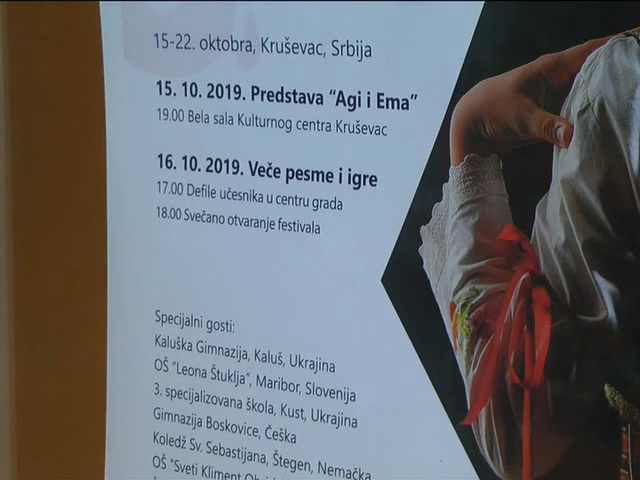 15-22. oktobra, Kruševac, Srbija
15. 10. 2019. Predstava "Agi i Ema"
19.00 Bela sala Kulturnog centra Kruševac
16. 10. 2019. Veče pesme i igre
17.00 Defile učesnika u centru grada
18.00 Svečano otvaranje festivala
Specijalni gosti:
Kaluška Gimnazija, Kaluš, Ukrajina
OŠ "Leona Štuklja", Maribor, Slovenija
3. specijalizovana škola, Kust, Ukrajina
Gimnazija Boskovice, Češka
Koledž Sv. Sebastijana, Štegen, Nemačka
OŠ "Sveti Kliment